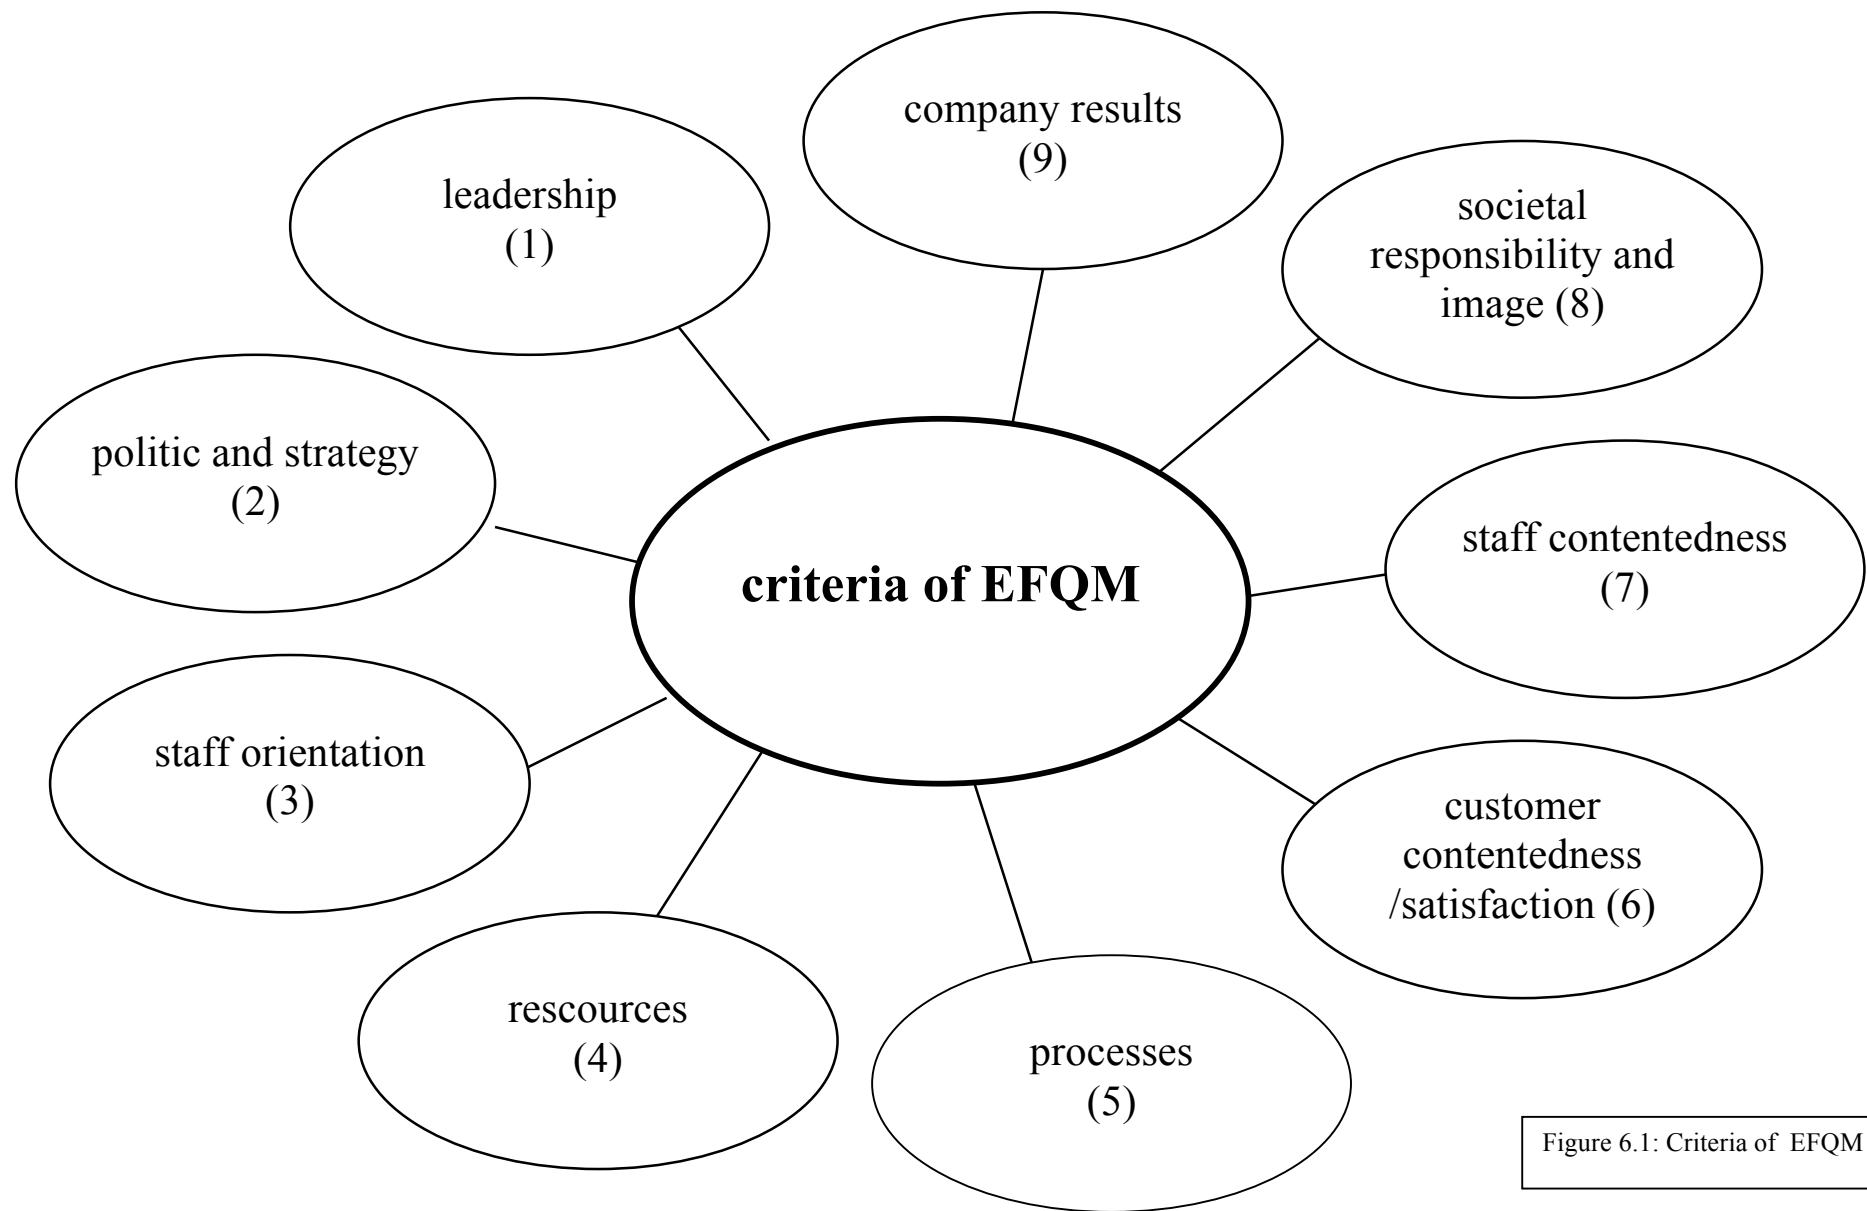 company results
(9)
leadership
(1)
societal
responsibility and
image (8)
politic and strategy
(2)
staff contentedness
(7)
criteria of EFQM
staff orientation
(3)
customer
contentedness
/satisfaction (6)
rescources
(4)
processes
(5)
Figure 6.1: Criteria of  EFQM